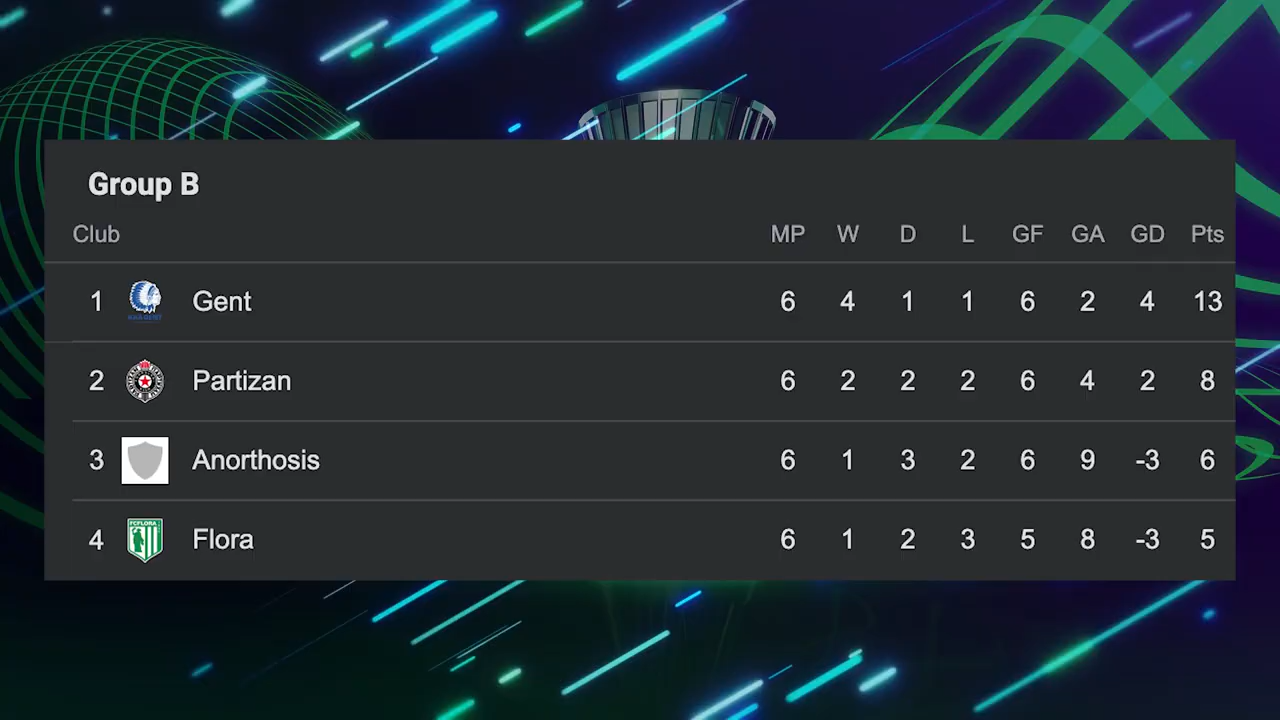 Group B
Club MP W D L GF GA GD Pts
1 Gent 6 4 1 1 6 2 4 13
2 Partizan 6 2 2 2 6 4 2 8
3 Anorthosis 6 1 3 2 6 9 -3 6
4 FC FLORA Flora 6 1 2 3 5 8 -3 5